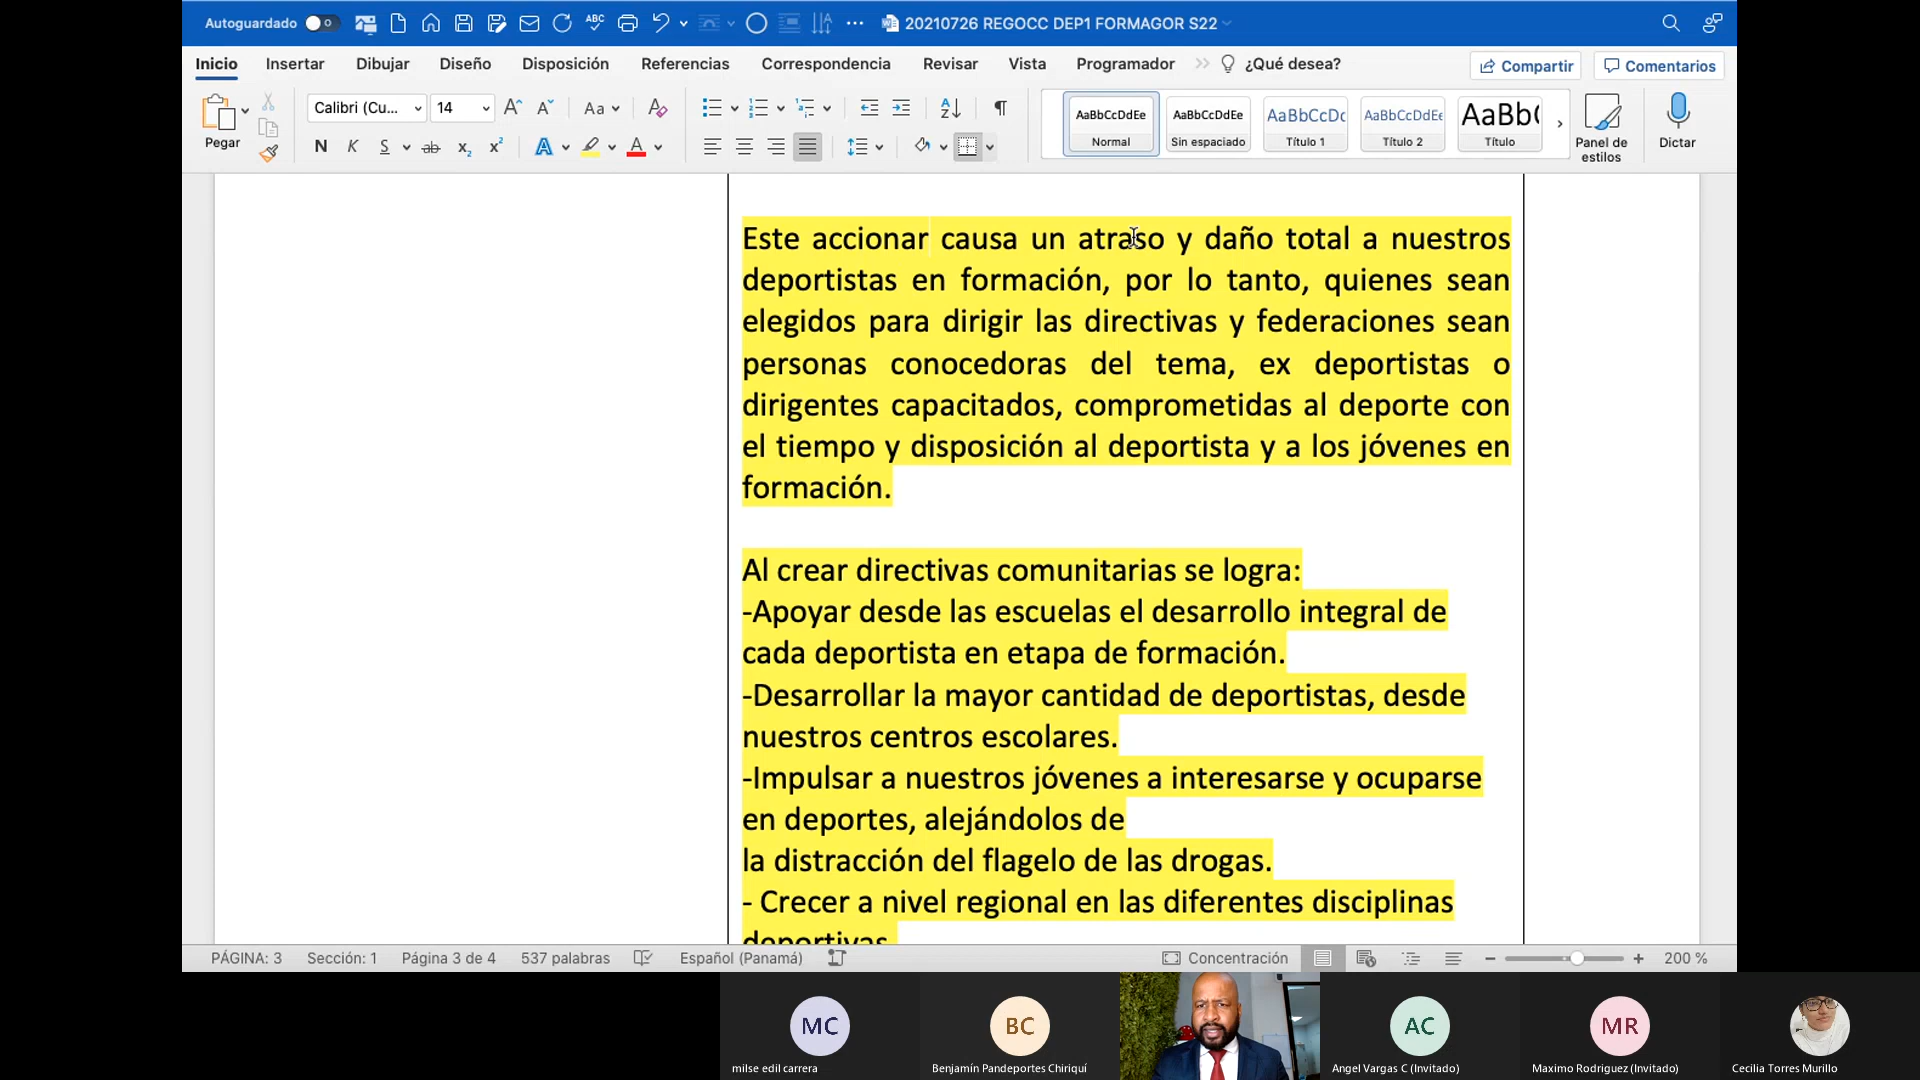 Autoguardado
ABC
20210726 REGOCC DEP1 FORMAGOR S22
Inicio Insertar Dibujar Diseño Disposición Referencias Correspondencia Revisar Vista Programador ¿Qué desea? Compartir Comentarios
Pegar
Calibri (Cu... 14
Aa
N K S ab x₂ x² A A
AaBbCcDdEe AaBbCcDdEe AaBbCcDc AaBbCcDdEe AaBb(
Normal Sin espaciado Título 1 Título 2 Título
Panel de estilos
Dictar
Este accionar causa un atraso y daño total a nuestros
deportistas en formación, por lo tanto, quienes sean
elegidos para dirigir las directivas y federaciones sean
personas conocedoras del tema, ex deportistas o
dirigentes capacitados, comprometidas al deporte con
el tiempo y disposición al deportista y a los jóvenes en
formación.
Al crear directivas comunitarias se logra:
-Apoyar desde las escuelas el desarrollo integral de
cada deportista en etapa de formación.
-Desarrollar la mayor cantidad de deportistas, desde
nuestros centros escolares.
-Impulsar a nuestros jóvenes a interesarse y ocuparse
en deportes, alejándolos de
la distracción del flagelo de las drogas.
- Crecer a nivel regional en las diferentes disciplinas
deportivas.
PÁGINA: 3 Sección: 1 Página 3 de 4 537 palabras Español (Panamá) Concentración 200 %
MC BC AC MR
milse edil carrera Benjamín Pandeportes Chiriquí Angel Vargas C (Invitado) Maximo Rodriguez (Invitado) Cecilia Torres Murillo